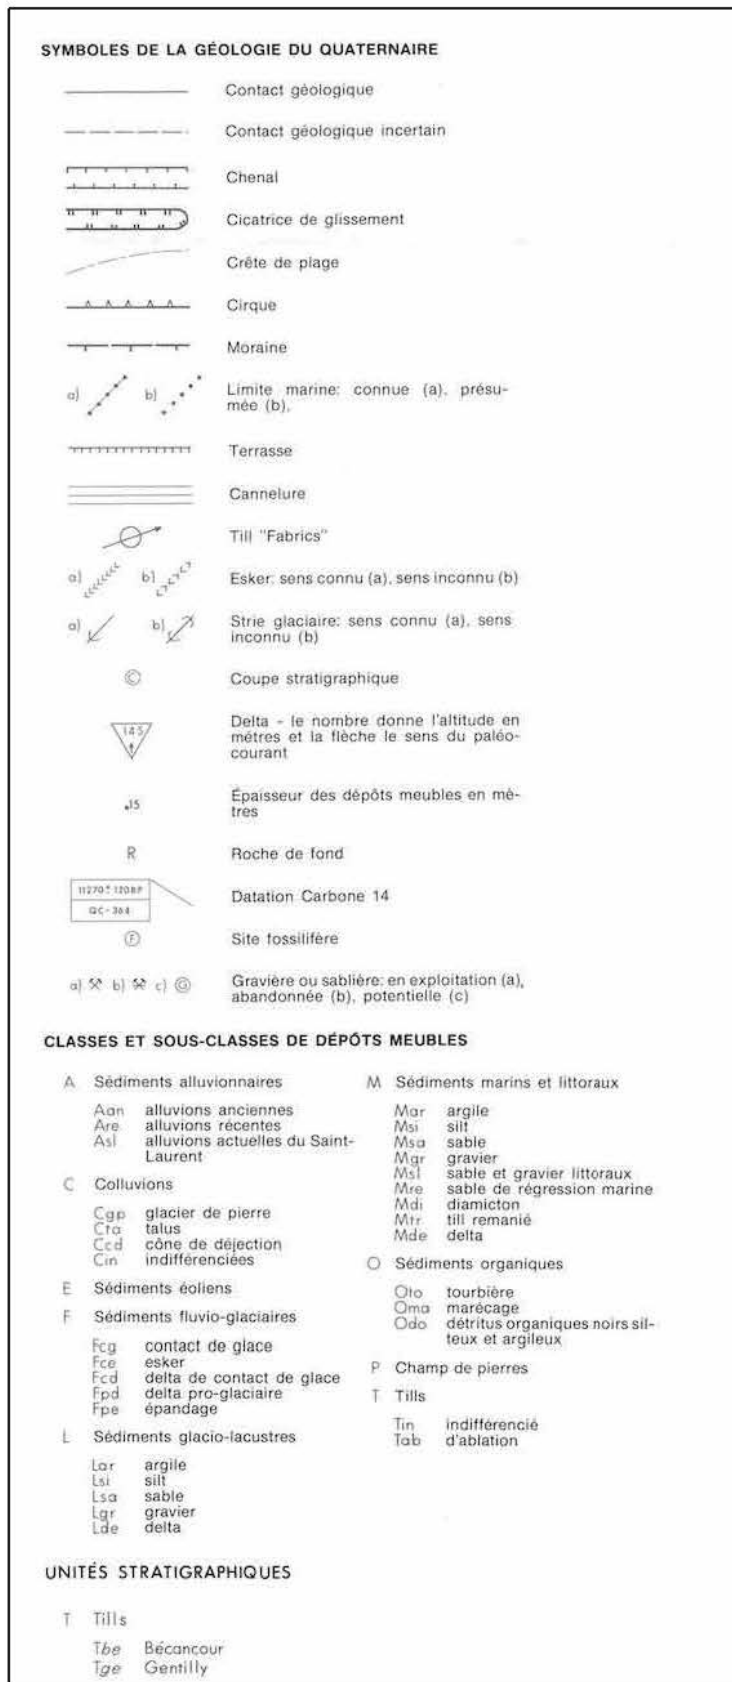 SYMBOLES DE LA GÉOLOGIE DU QUATERNAIRE
Contact géologique
Contact géologique incertain
Chenal
Cicatrice de glissement
Crête de plage
Cirque
Moraine
a) b) Limite marine: connue (a), présu-
mée (b).
Terrasse
Cannelure
Till "Fabrics"
a) b) Esker: sens connu (a), sens inconnu (b)
a) b) Strie glaciaire: sens connu (a), sens
inconnu (b)
© Coupe stratigraphique
145 Delta - le nombre donne l'altitude en
mètres et la flèche le sens du paléo-
courant
.15 Épaisseur des dépôts meubles en mè-
tres
R Roche de fond
11270±120BP
QC-364
Datation Carbone 14
Ⓕ Site fossilifère
a) b) c) Ⓖ Gravière ou sablière: en exploitation (a),
abandonnée (b), potentielle (c)
CLASSES ET SOUS-CLASSES DE DÉPÔTS MEUBLES
A Sédiments alluvionnaires
Aan alluvions anciennes
Are alluvions récentes
Asl alluvions actuelles du Saint-
Laurent
C Colluvions
Cgp glacier de pierre
Cta talus
Ccd cône de déjection
Cin indifférenciées
E Sédiments éoliens
F Sédiments fluvio-glaciaires
Fcg contact de glace
Fce esker
Fcd delta de contact de glace
Fpd delta pro-glaciaire
Fpe épandage
L Sédiments glacio-lacustres
Lar argile
Lsi silt
Lsa sable
Lgr gravier
Lde delta
M Sédiments marins et littoraux
Mar argile
Msi silt
Msa sable
Mgr gravier
Msl sable et gravier littoraux
Mre sable de régression marine
Mdi diamicton
Mtr till remanié
Mde delta
O Sédiments organiques
Oto tourbière
Oma marécage
Odo détritus organiques noirs sil-
teux et argileux
P Champ de pierres
T Tills
Tin indifférencié
Tab d'ablation
UNITÉS STRATIGRAPHIQUES
T Tills
Tbe Bécancour
Tge Gentilly